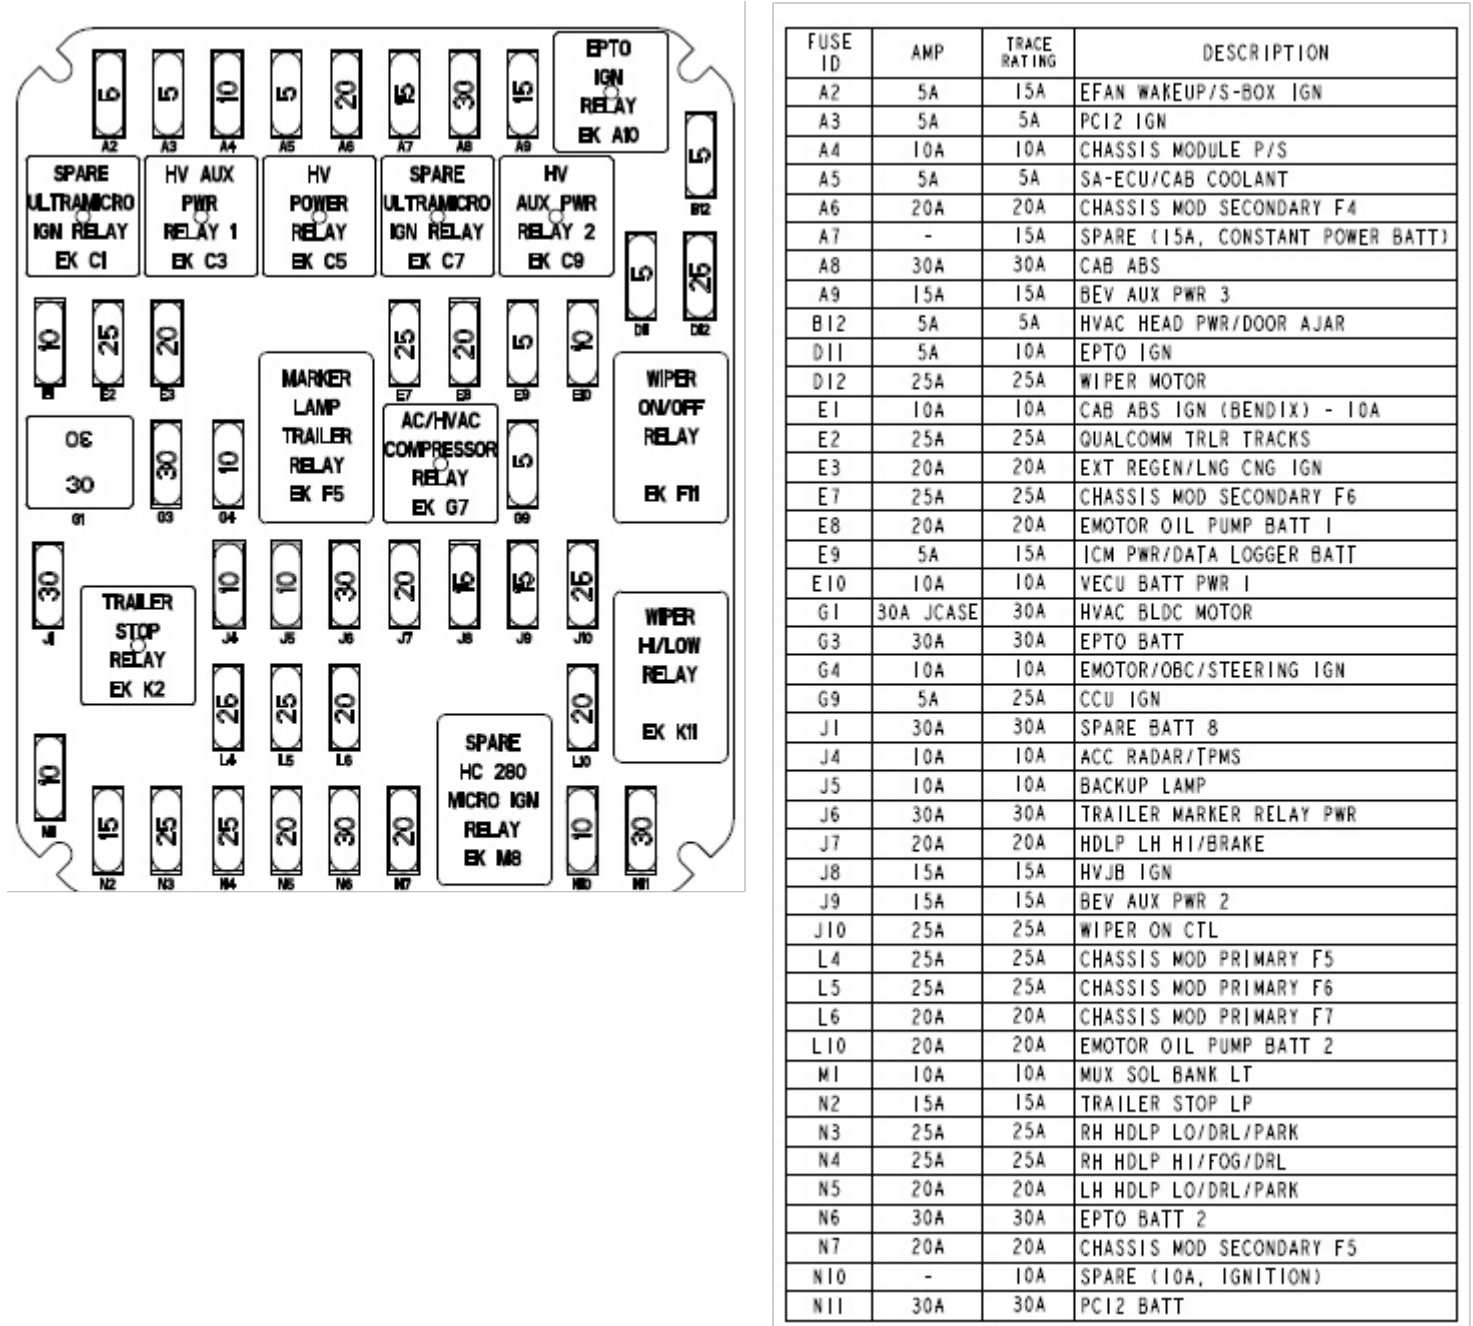 EPTO
IGN
RELAY
EK A10
5 5 10 5 20 15 30 15
A2 A3 A4 A5 A6 A7 A8 A9
5
B12
SPARE
ULTRAMICRO
IGN RELAY
EK C1
HV AUX
PWR
RELAY 1
EK C3
HV
POWER
RELAY
EK C5
SPARE
ULTRAMICRO
IGN RELAY
EK C7
HV
AUX PWR
RELAY 2
EK C9
5 25
D11 D12
10 25 20 25 20 5 10
E1 E2 E3 E7 E8 E9 E10
MARKER
LAMP
TRAILER
RELAY
EK F5
WIPER
ON/OFF
RELAY
EK F11
AC/HVAC
COMPRESSOR
RELAY
EK G7
30
30
G1
30 10 5
G3 G4 G9
30 10 10 30 20 15 15 25
J1 J4 J5 J6 J7 J8 J9 J10
TRAILER
STOP
RELAY
EK K2
WIPER
HI/LOW
RELAY
EK K11
25 25 20 20
L4 L5 L6 L10
SPARE
HC 280
MICRO IGN
RELAY
EK M8
10
15 25 25 20 30 20 10 30
N2 N3 N4 N5 N6 N7 N10 N11
FUSE ID AMP TRACE RATING DESCRIPTION
A2 5A 15A EFAN WAKEUP/S-BOX IGN
A3 5A 5A PCI2 IGN
A4 10A 10A CHASSIS MODULE P/S
A5 5A 5A SA-ECU/CAB COOLANT
A6 20A 20A CHASSIS MOD SECONDARY F4
A7 - 15A SPARE (15A, CONSTANT POWER BATT)
A8 30A 30A CAB ABS
A9 15A 15A BEV AUX PWR 3
B12 5A 5A HVAC HEAD PWR/DOOR AJAR
D11 5A 10A EPTO IGN
D12 25A 25A WIPER MOTOR
E1 10A 10A CAB ABS IGN (BENDIX) - 10A
E2 25A 25A QUALCOMM TRLR TRACKS
E3 20A 20A EXT REGEN/LNG CNG IGN
E7 25A 25A CHASSIS MOD SECONDARY F6
E8 20A 20A EMOTOR OIL PUMP BATT 1
E9 5A 15A ICM PWR/DATA LOGGER BATT
E10 10A 10A VECU BATT PWR 1
G1 30A JCASE 30A HVAC BLDC MOTOR
G3 30A 30A EPTO BATT
G4 10A 10A EMOTOR/OBC/STEERING IGN
G9 5A 25A CCU IGN
J1 30A 30A SPARE BATT 8
J4 10A 10A ACC RADAR/TPMS
J5 10A 10A BACKUP LAMP
J6 30A 30A TRAILER MARKER RELAY PWR
J7 20A 20A HDLP LH HI/BRAKE
J8 15A 15A HVJB IGN
J9 15A 15A BEV AUX PWR 2
J10 25A 25A WIPER ON CTL
L4 25A 25A CHASSIS MOD PRIMARY F5
L5 25A 25A CHASSIS MOD PRIMARY F6
L6 20A 20A CHASSIS MOD PRIMARY F7
L10 20A 20A EMOTOR OIL PUMP BATT 2
M1 10A 10A MUX SOL BANK LT
N2 15A 15A TRAILER STOP LP
N3 25A 25A RH HDLP LO/DRL/PARK
N4 25A 25A RH HDLP HI/FOG/DRL
N5 20A 20A LH HDLP LO/DRL/PARK
N6 30A 30A EPTO BATT 2
N7 20A 20A CHASSIS MOD SECONDARY F5
N10 - 10A SPARE (10A, IGNITION)
N11 30A 30A PCI2 BATT